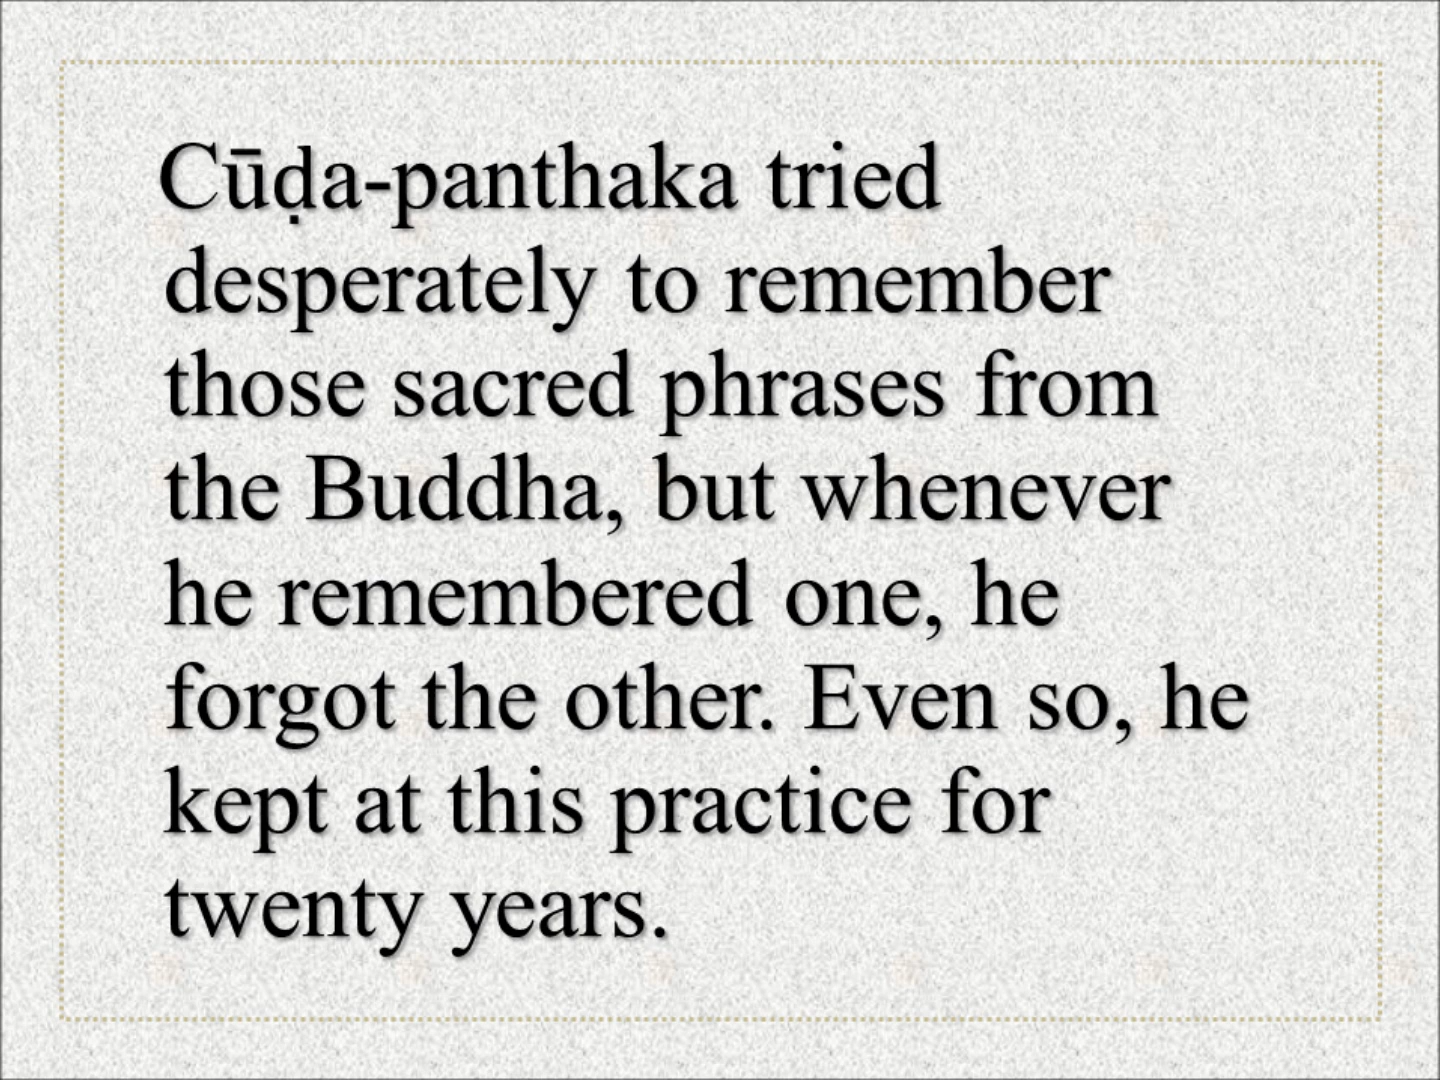 Cūḍa-panthaka tried
desperately to remember
those sacred phrases from
the Buddha, but whenever
he remembered one, he
forgot the other. Even so, he
kept at this practice for
twenty years.